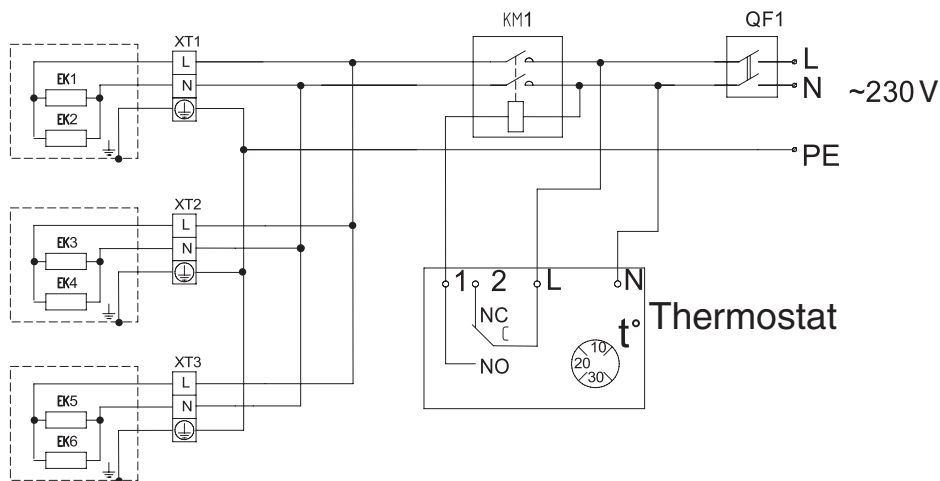 KM1
QF1
XT1
L
N
EK1
EK2
L
N
~230 V
PE
XT2
L
N
EK3
EK4
1
2
L
N
Thermostat
NC
NO
t°
10
20
30
XT3
L
N
EK5
EK6